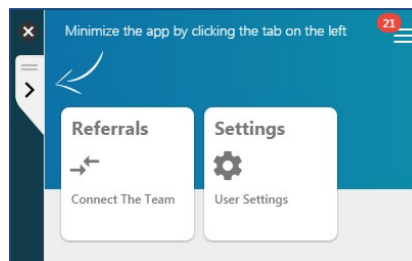 Minimize the app by clicking the tab on the left
21
Referrals
Connect The Team
Settings
User Settings